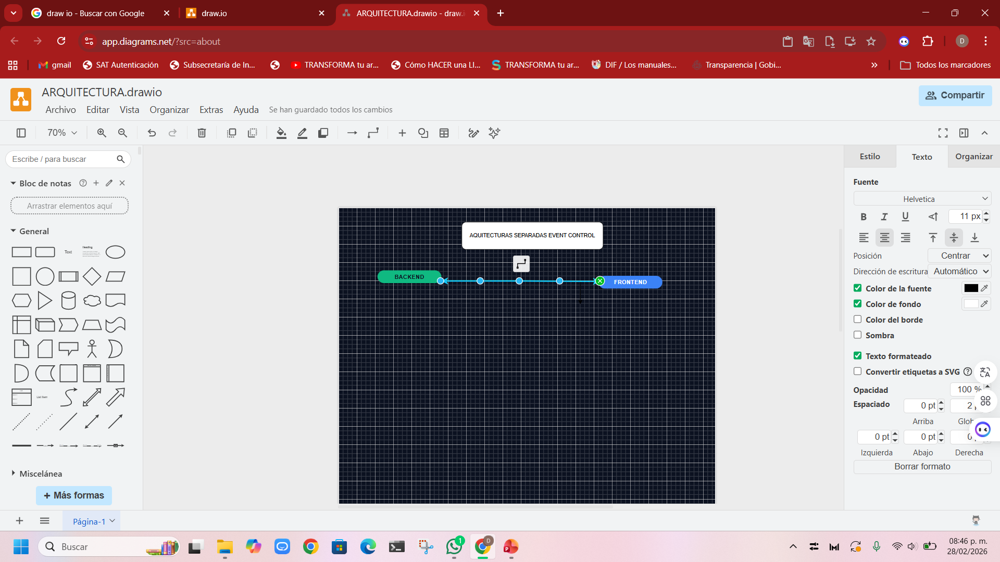 draw io - Buscar con Google
draw.io
ARQUITECTURA.drawio - draw.i
app.diagrams.net/?src=about
D
gmail
SAT Autenticación
Subsecretaría de In...
TRANSFORMA tu ar...
Cómo HACER una LI...
TRANSFORMA tu ar...
DIF / Los manuales...
Transparencia | Gobi...
Todos los marcadores
ARQUITECTURA.drawio
Compartir
Archivo
Editar
Vista
Organizar
Extras
Ayuda
Se han guardado todos los cambios
70%
Escribe / para buscar
Bloc de notas
Arrastrar elementos aquí
General
Text
Heading
List Item
Miscelánea
+ Más formas
AQUITECTURAS SEPARADAS EVENT CONTROL
BACKEND
FRONTEND
Estilo
Texto
Organizar
Fuente
Helvetica
B I U
11 px
Posición
Centrar
Dirección de escritura
Automático
Color de la fuente
Color de fondo
Color del borde
Sombra
Texto formateado
Convertir etiquetas a SVG
Opacidad
100 %
Espaciado
0 pt
2
Arriba
Glob
0 pt
0 pt
0
Izquierda
Abajo
Derecha
Borrar formato
Página-1
Buscar
1
D
08:46 p. m.
28/02/2026